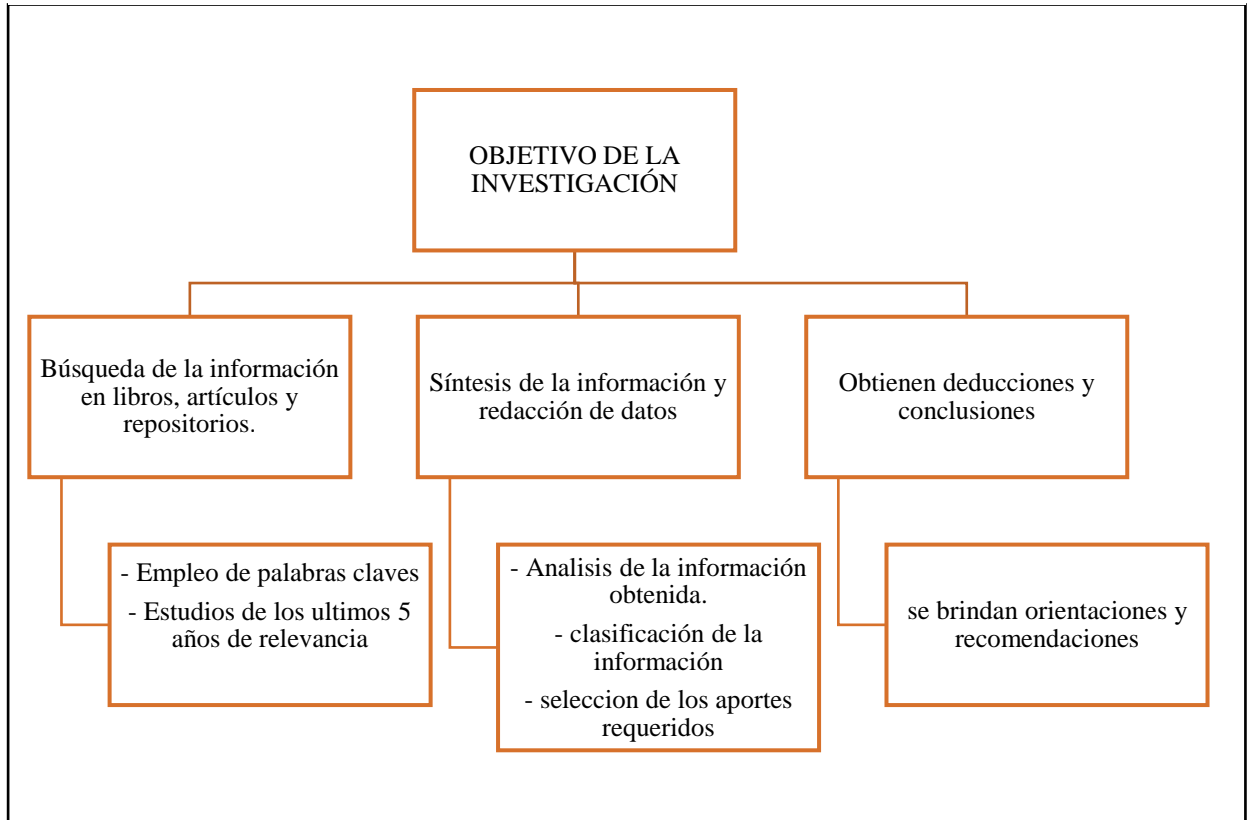 OBJETIVO DE LA
INVESTIGACIÓN
Búsqueda de la información
en libros, artículos y
repositorios.
- Empleo de palabras claves
- Estudios de los ultimos 5
años de relevancia
Síntesis de la información y
redacción de datos
- Analisis de la información
obtenida.
- clasificación de la
información
- seleccion de los aportes
requeridos
Obtienen deducciones y
conclusiones
se brindan orientaciones y
recomendaciones